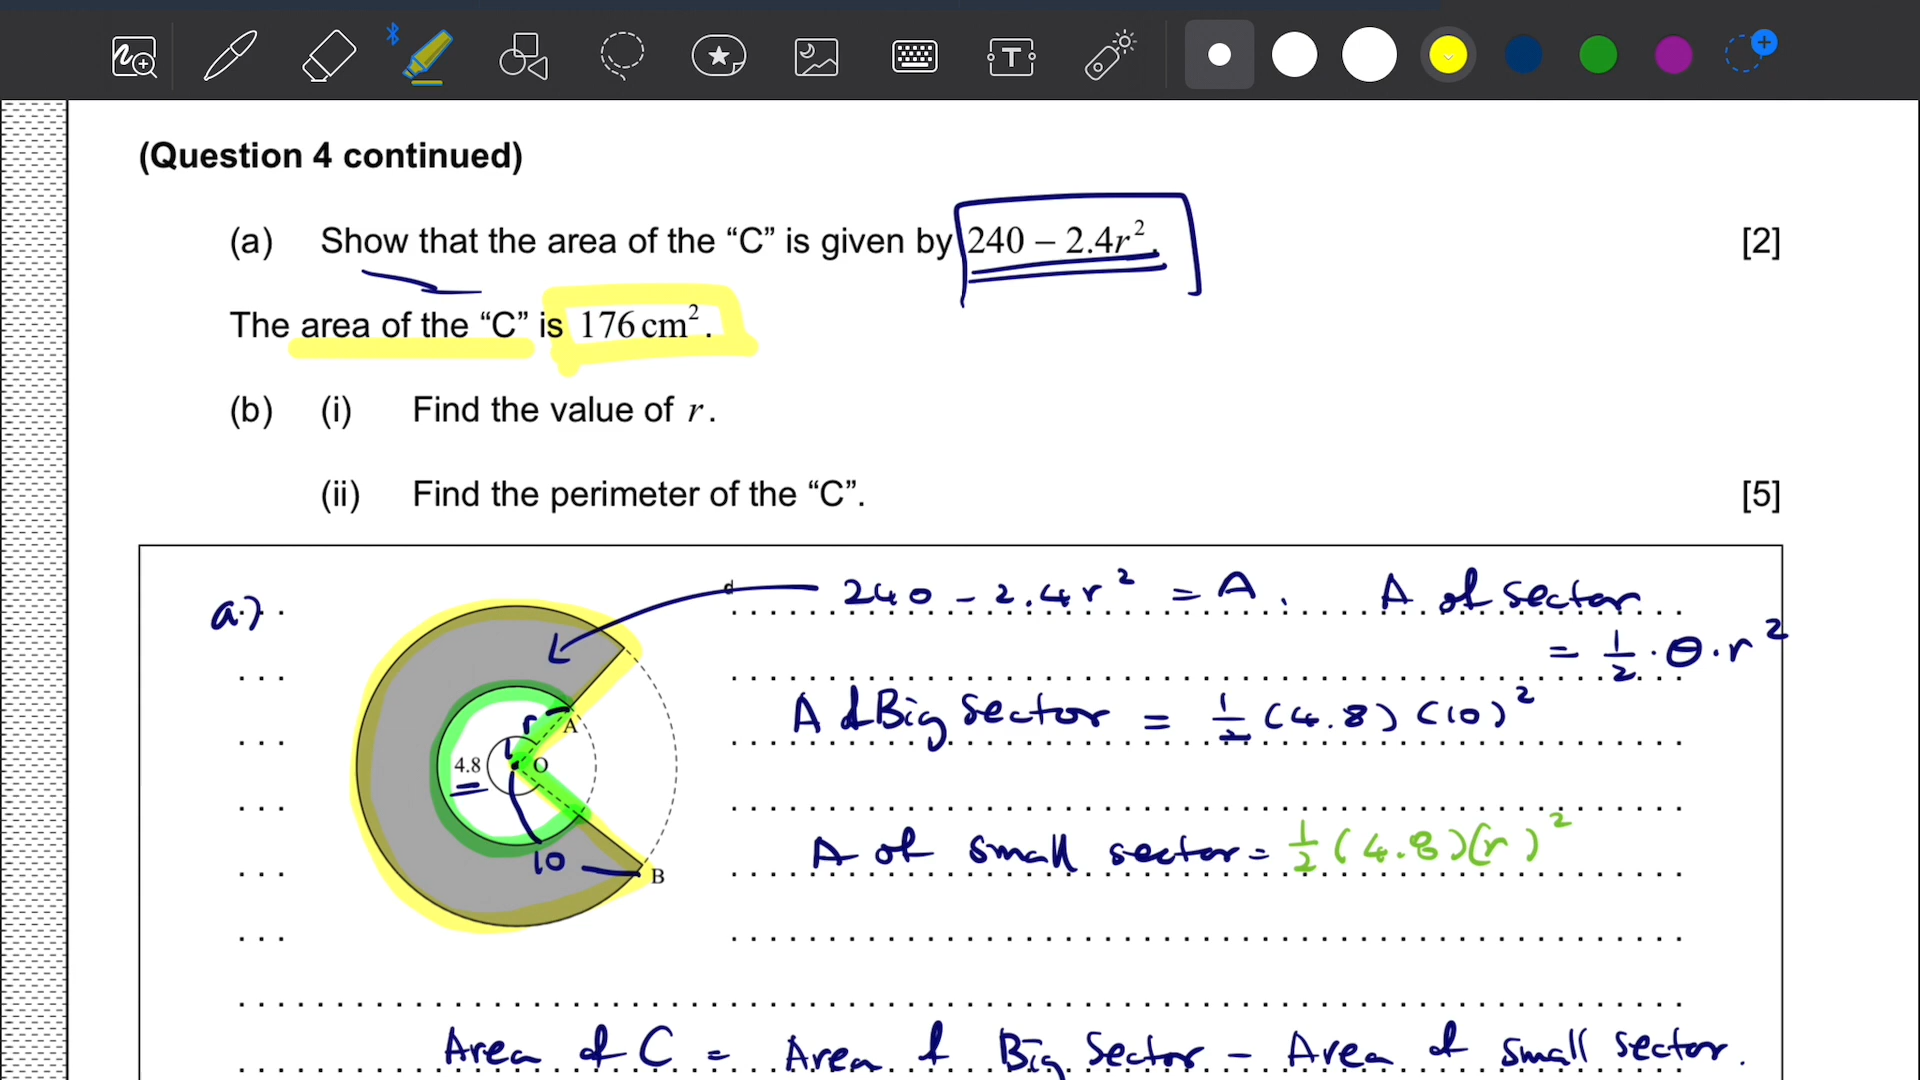 (Question 4 continued)
(a) Show that the area of the “C” is given by 240 − 2.4r². [2]
The area of the “C” is 176 cm².
(b) (i) Find the value of r.
(ii) Find the perimeter of the “C”. [5]
a.)
240 - 2.4r² = A.
A of sector
= 1/2 · θ · r²
A of Big Sector = 1/2 (4.8) (10)²
r
A
4.8
O
10
B
A of small sector = 1/2 (4.8)(r)²
Area of C = Area of Big Sector - Area of small sector.